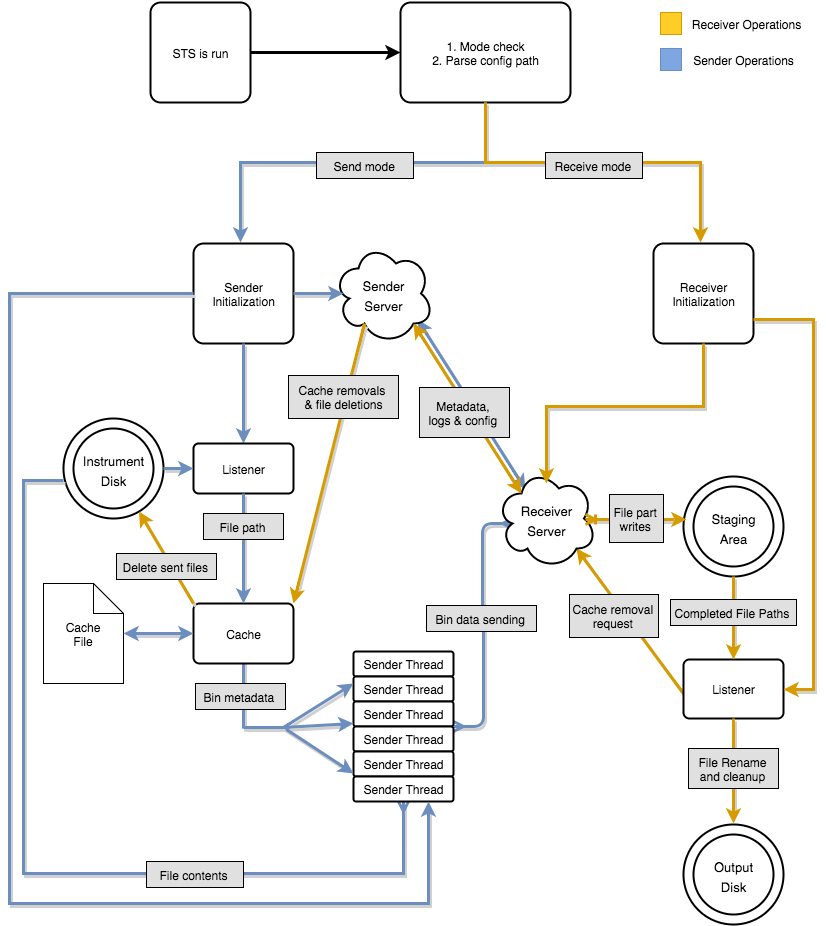 STS is run
1. Mode check
2. Parse config path
Receiver Operations
Sender Operations
Send mode
Receive mode
Sender
Initialization
Sender
Server
Receiver
Initialization
Cache removals
& file deletions
Metadata,
logs & config
Instrument
Disk
Listener
File path
Receiver
Server
File part
writes
Staging
Area
Delete sent files
Cache
File
Cache
Bin data sending
Cache removal
request
Completed File Paths
Bin metadata
Sender Thread
Sender Thread
Sender Thread
Sender Thread
Sender Thread
Sender Thread
Listener
File Rename
and cleanup
File contents
Output
Disk